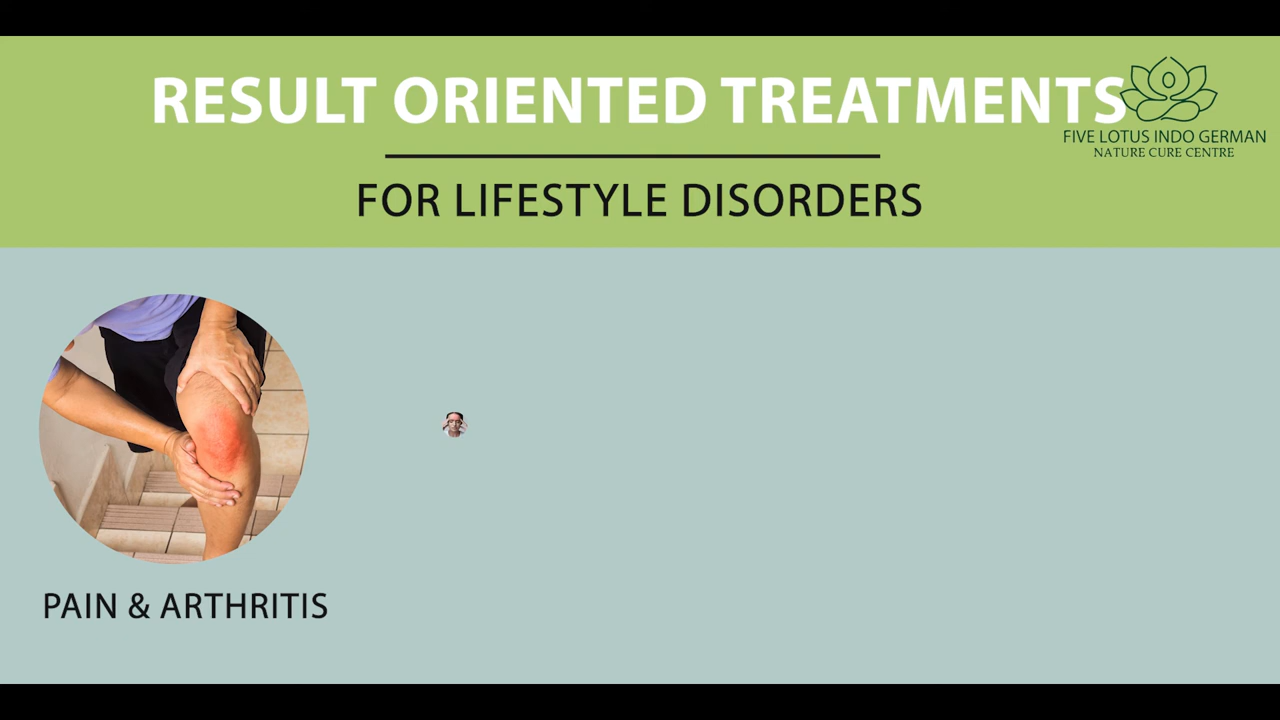 RESULT ORIENTED TREATMENTS
FIVE LOTUS INDO GERMAN
NATURE CURE CENTRE
FOR LIFESTYLE DISORDERS
PAIN & ARTHRITIS